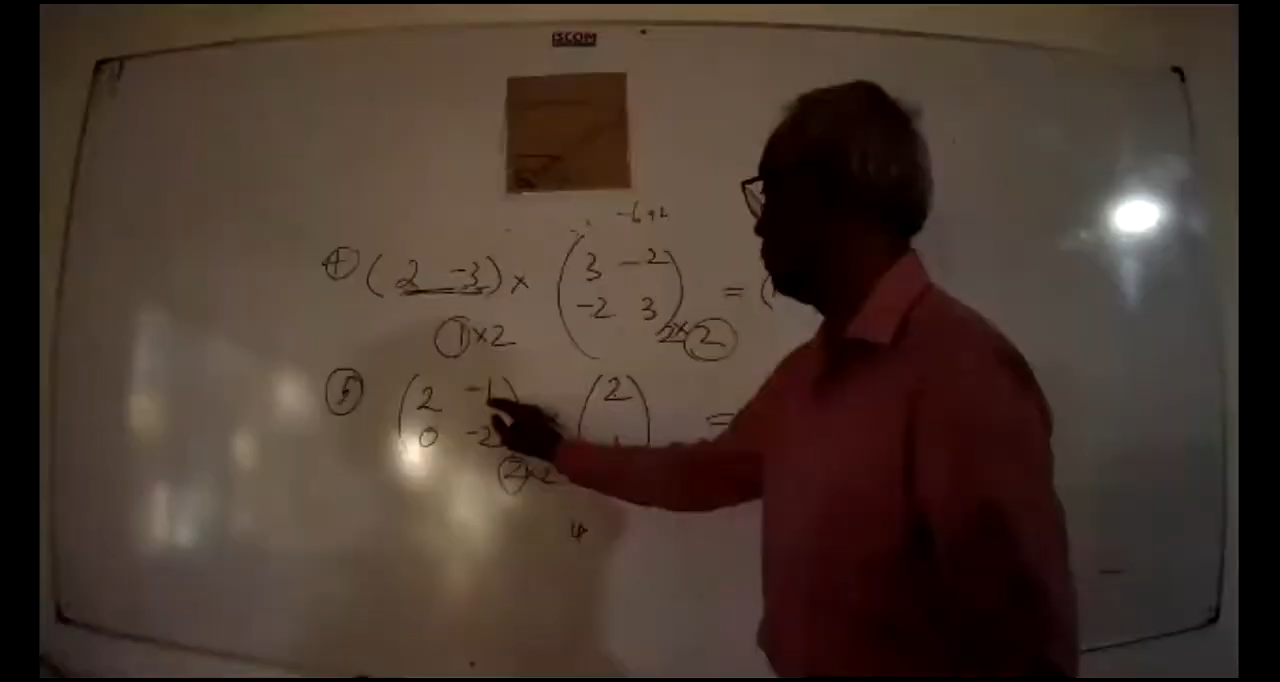 iSCOM
-6+2
④ (2 -3) × (3 -2
-2 3) = (
①×2 2×②
⑤ (2 -1
0 -2) (2 =
②×2
4